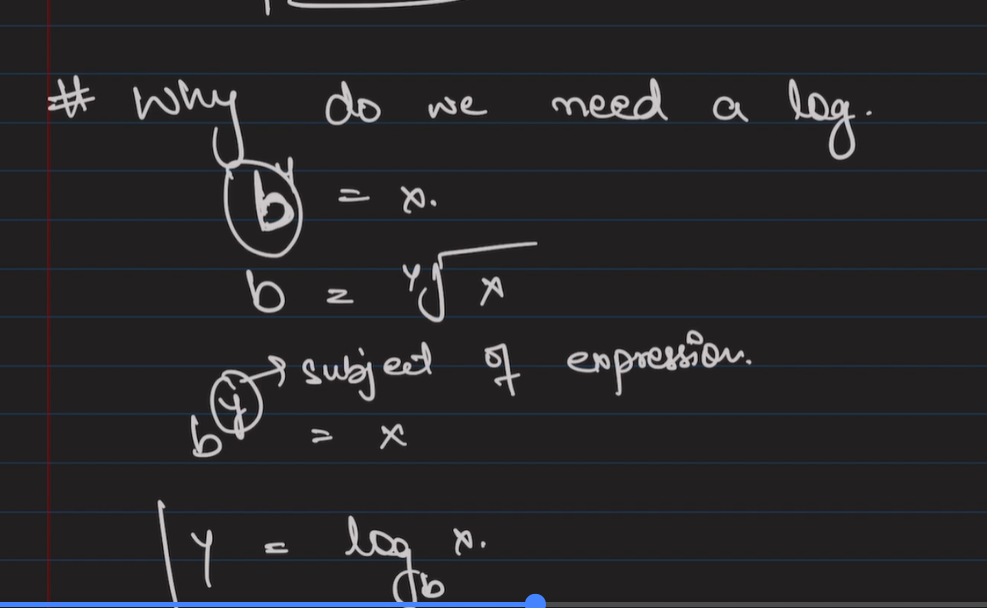 # Why do we need a log.
b^y = x.
b = ʸ√x
→ subject of expression.
b^y = x
y = log_b x.